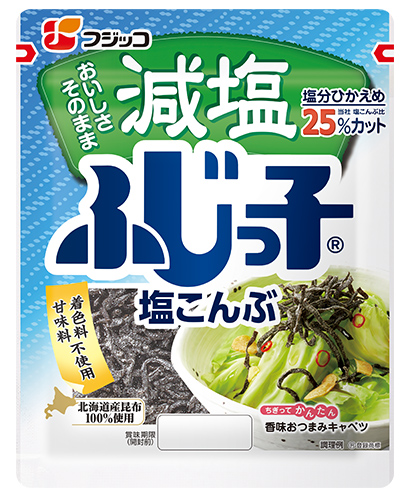 フジッコ
おいしさ
そのまま
減塩
塩分ひかえめ
当社 塩こんぶ比
25%カット
ふじっ子®
塩こんぶ
着色料
甘味料 不使用
北海道産昆布
100%使用
賞味期限
(開封前)
ちぎって かんたん
香味おつまみキャベツ
調理例 ®登録商標